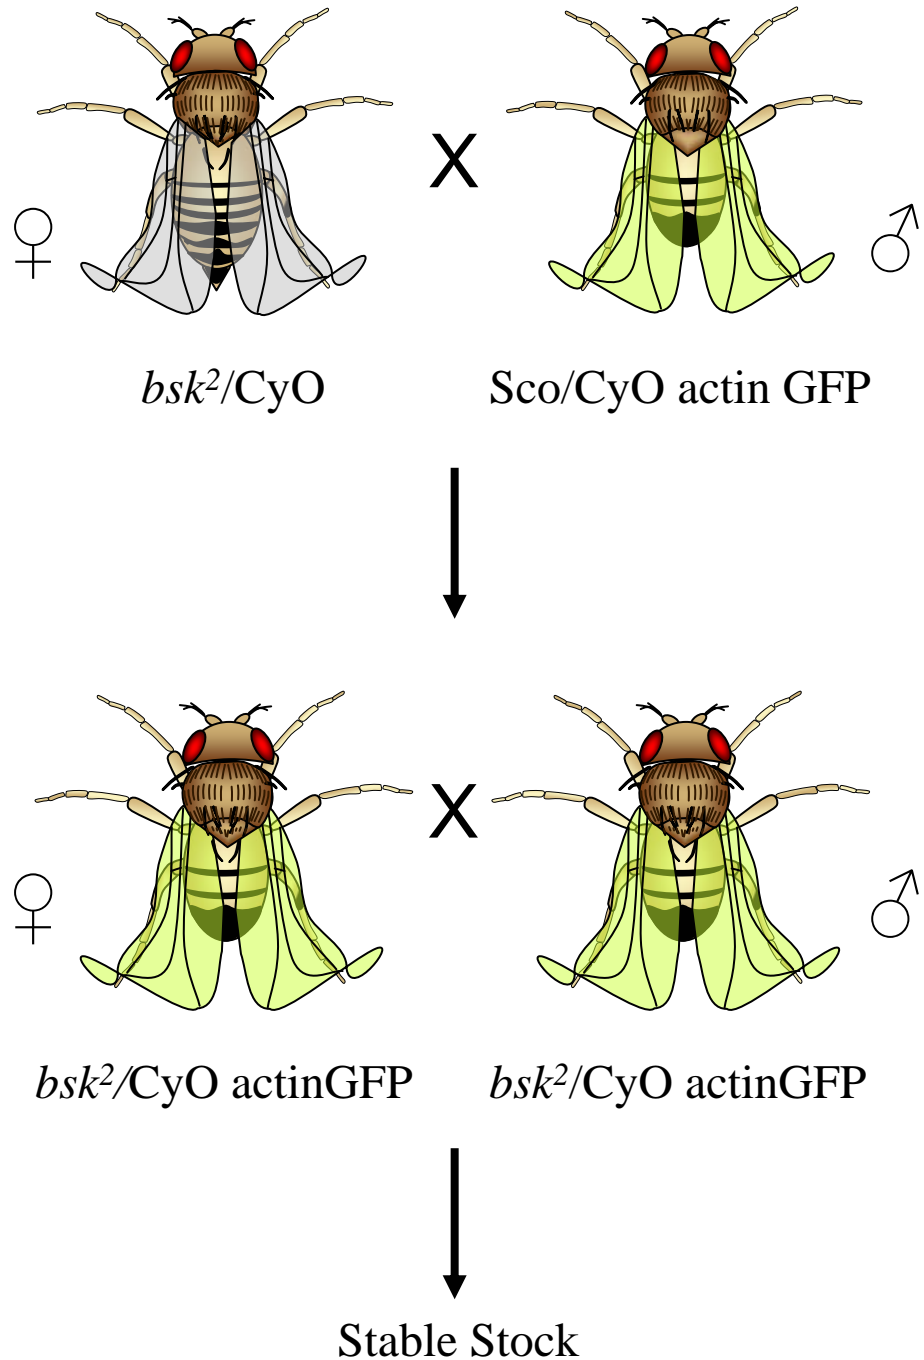 ♀ X ♂
bsk²/CyO Sco/CyO actin GFP
♀ X ♂
bsk²/CyO actinGFP bsk²/CyO actinGFP
Stable Stock